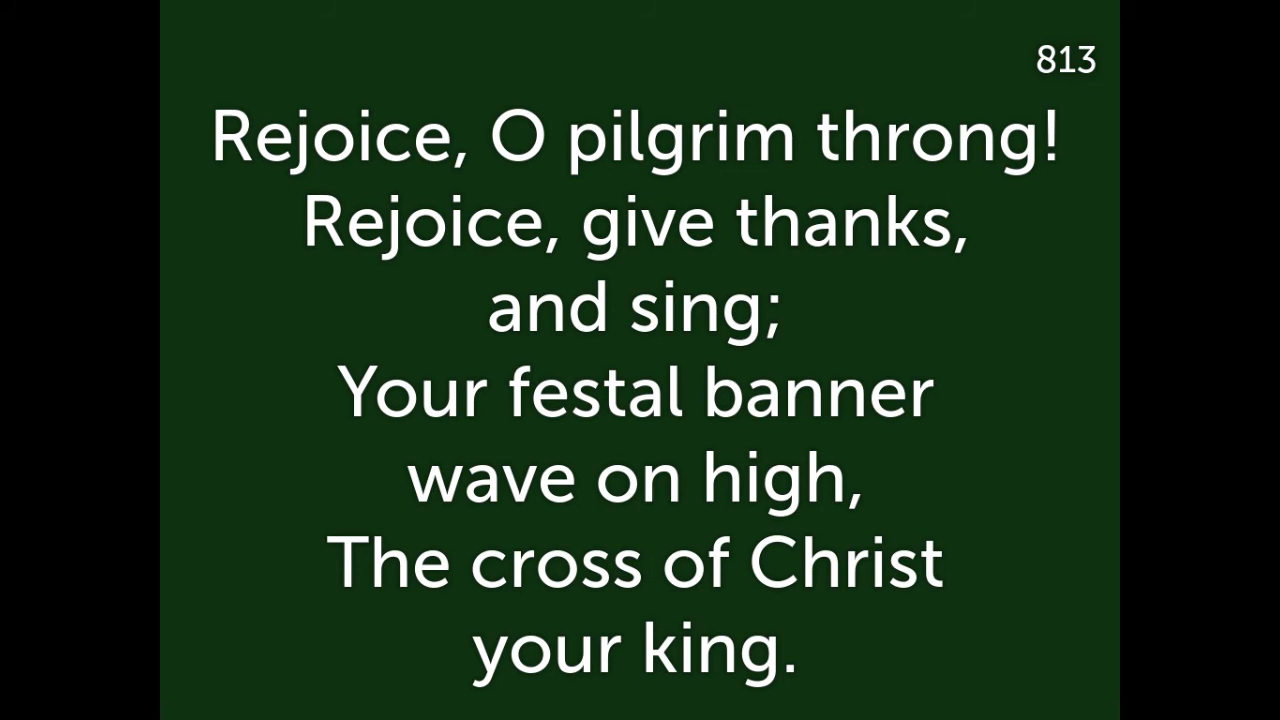 813
Rejoice, O pilgrim throng!
Rejoice, give thanks,
and sing;
Your festal banner
wave on high,
The cross of Christ
your king.